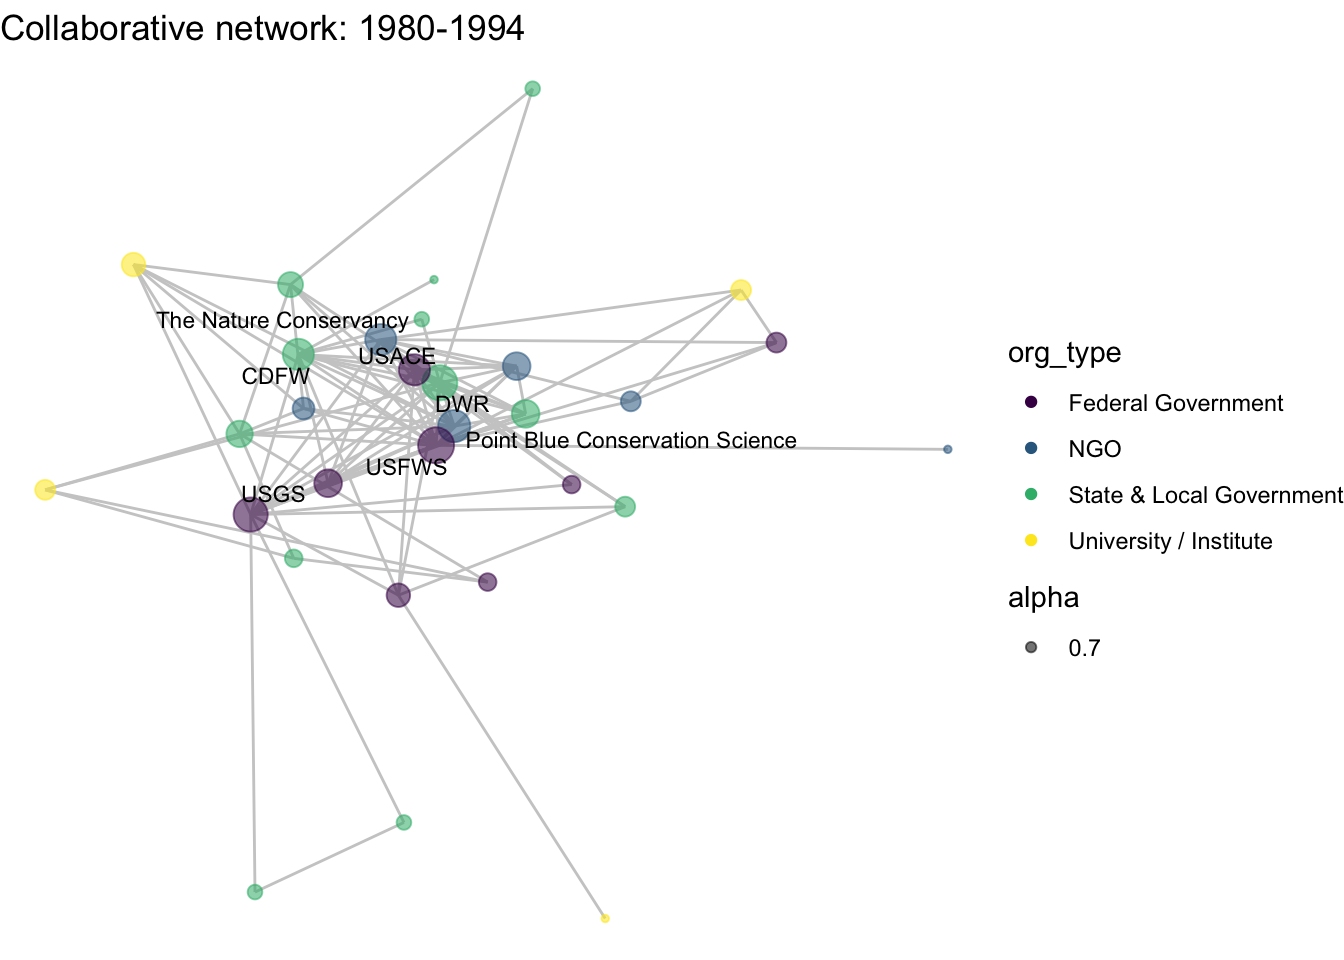 Collaborative network: 1980-1994
The Nature Conservancy
USACE
CDFW
DWR
Point Blue Conservation Science
USFWS
USGS
org_type
Federal Government
NGO
State & Local Government
University / Institute
alpha
0.7